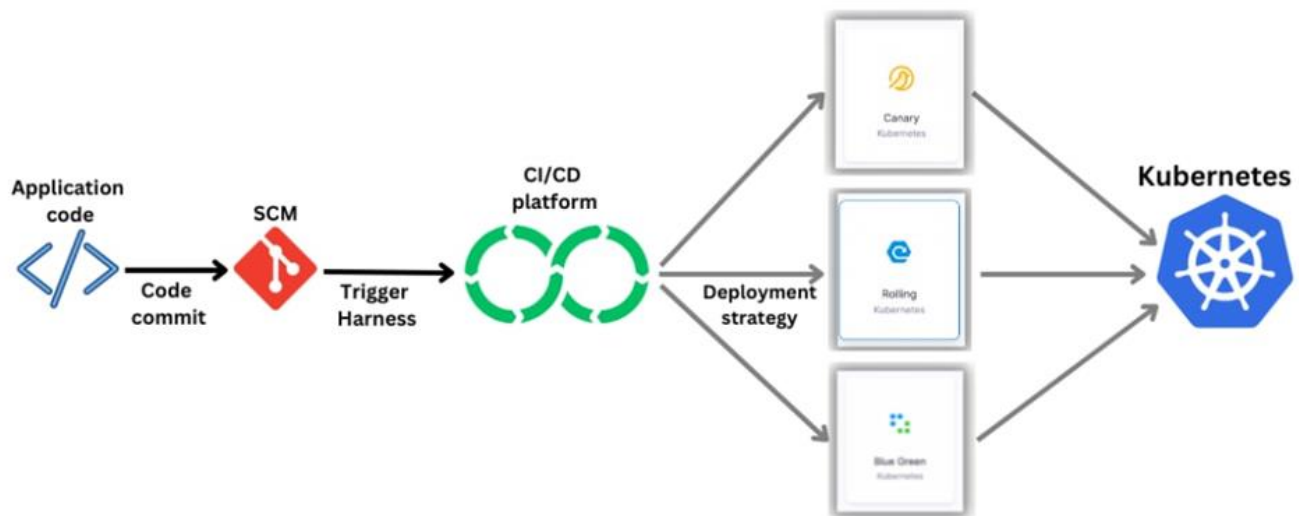 Application
code
Code
commit
SCM
Trigger
Harness
CI/CD
platform
Deployment
strategy
Canary
Kubernetes
Rolling
Kubernetes
Blue Green
Kubernetes
Kubernetes